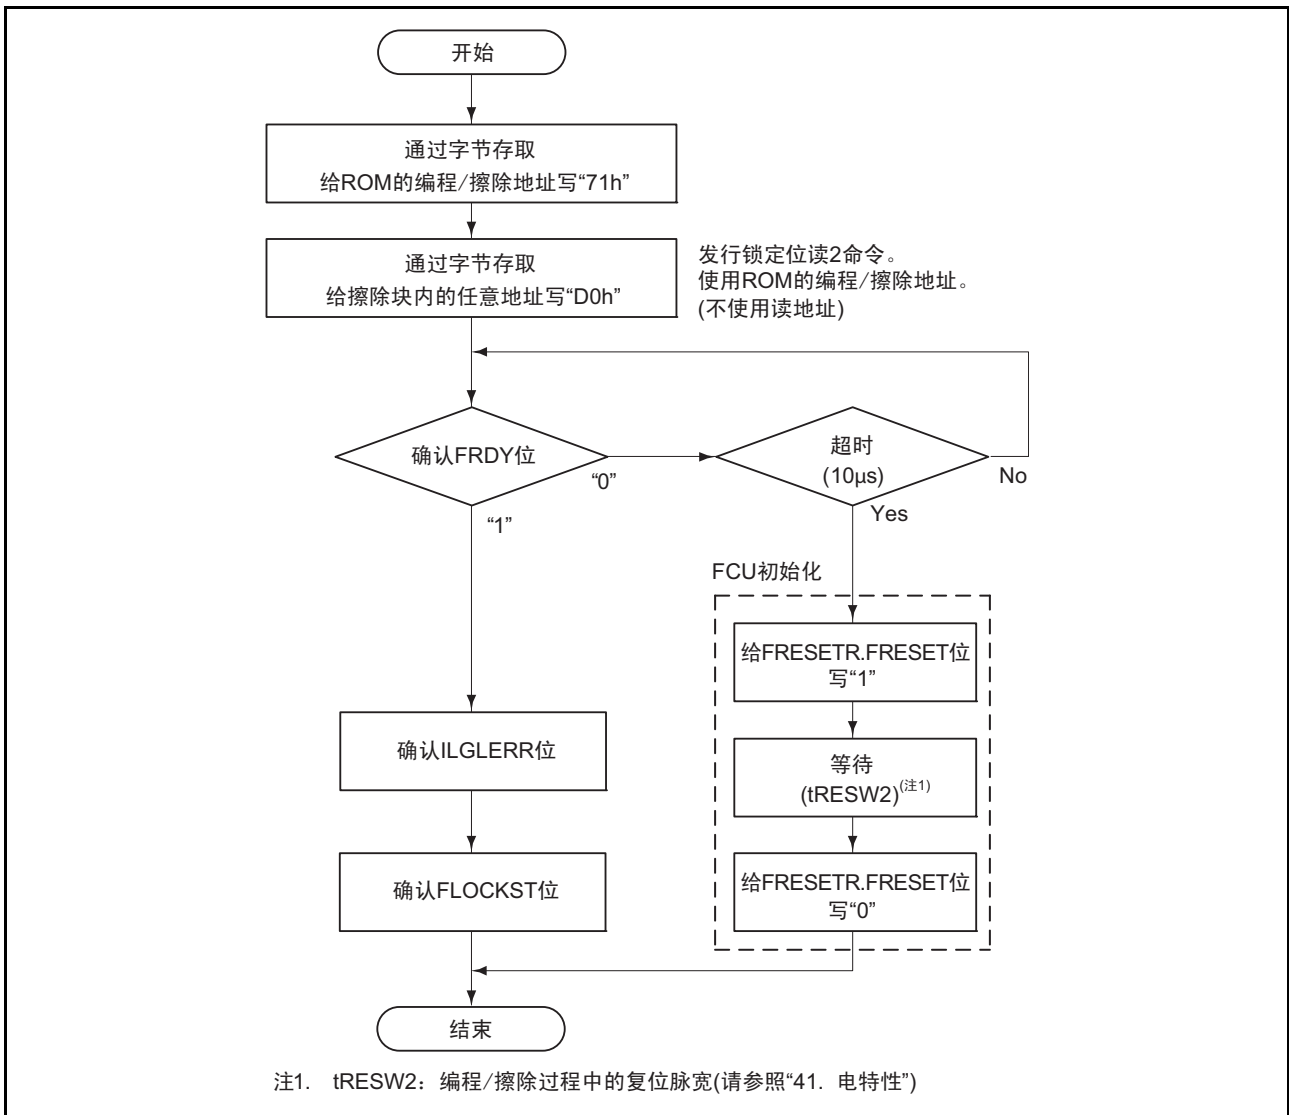 开始
通过字节存取
给ROM的编程/擦除地址写“71h”
通过字节存取
给擦除块内的任意地址写“D0h”
发行锁定位读2命令。
使用ROM的编程/擦除地址。
(不使用读地址)
确认FRDY位
“0”
“1”
超时
(10μs)
No
Yes
FCU初始化
给FRESETR.FRESET位
写“1”
等待
(tRESW2)(注1)
给FRESETR.FRESET位
写“0”
确认ILGLERR位
确认FLOCKST位
结束
注1. tRESW2：编程/擦除过程中的复位脉宽(请参照“41. 电特性”)